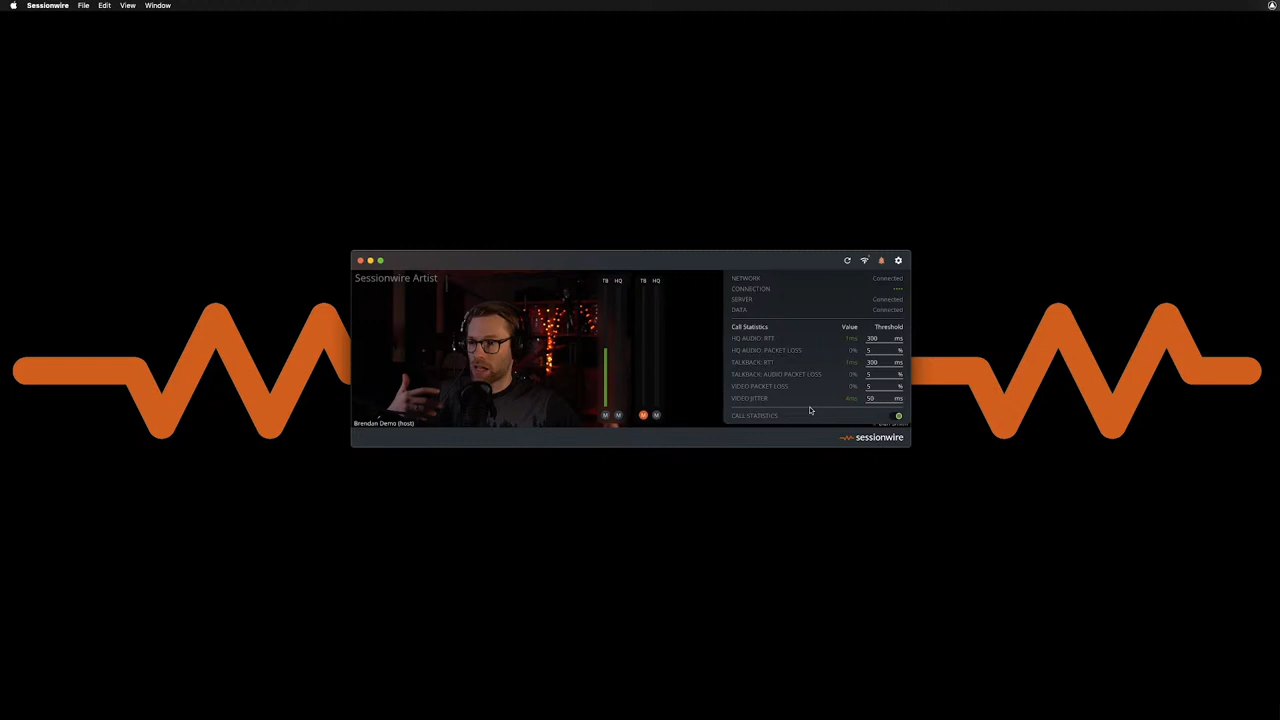 Sessionwire File Edit View Window
Sessionwire Artist
TB HQ TB HQ
M M M M
Brendan Demo (host)
NETWORK Connected
CONNECTION
SERVER Connected
DATA Connected
Call Statistics Value Threshold
HQ AUDIO: RTT 1ms 300 ms
HQ AUDIO: PACKET LOSS 0% 5 %
TALKBACK: RTT 1ms 300 ms
TALKBACK: AUDIO PACKET LOSS 0% 5 %
VIDEO PACKET LOSS 0% 5 %
VIDEO JITTER 4ms 50 ms
CALL STATISTICS
sessionwire